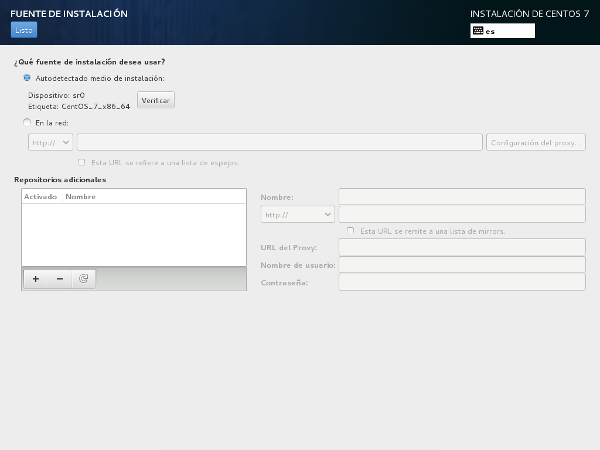 FUENTE DE INSTALACIÓN
INSTALACIÓN DE CENTOS 7
Listo
es
¿Qué fuente de instalación desea usar?
Autodetectado medio de instalación:
Dispositivo: sr0
Etiqueta: CentOS_7_x86_64
Verificar
En la red:
http://
Configuración del proxy...
Esta URL se refiere a una lista de espejos.
Repositorios adicionales
Activado Nombre
Nombre:
http://
Esta URL se remite a una lista de mirrors.
URL del Proxy:
Nombre de usuario:
Contraseña: